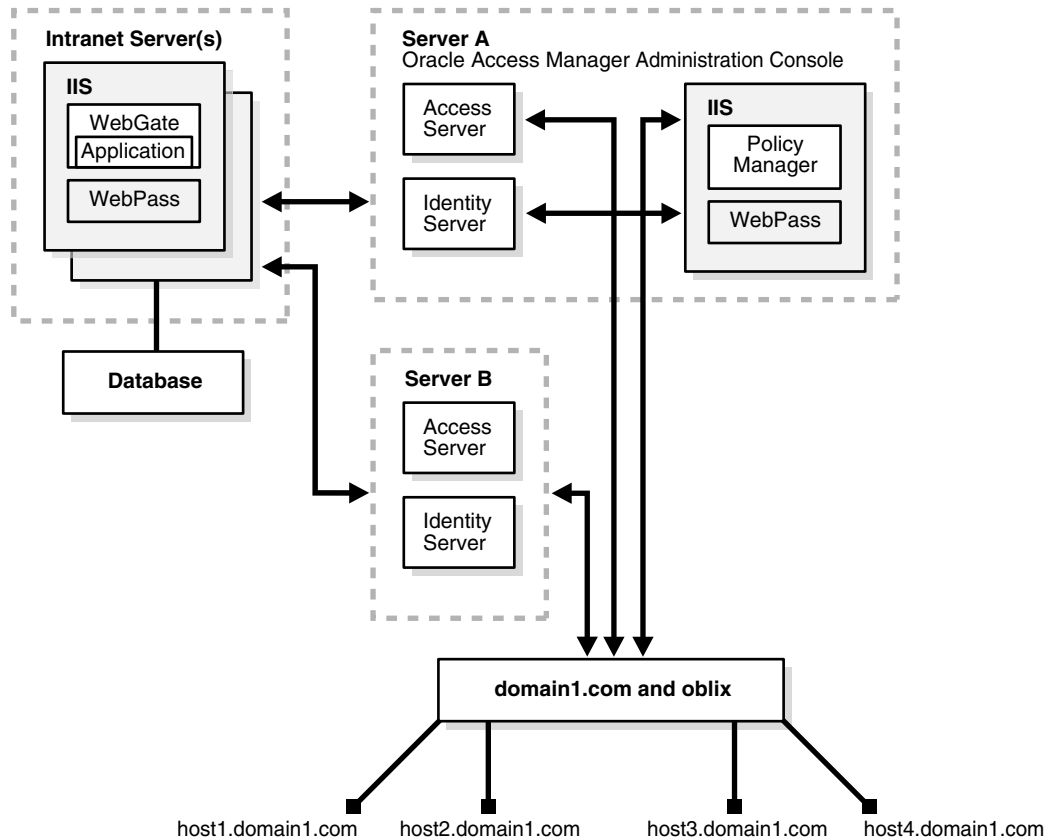 Intranet Server(s)
IIS
WebGate
Application
WebPass
Database
Server A
Oracle Access Manager Administration Console
Access
Server
Identity
Server
IIS
Policy
Manager
WebPass
Server B
Access
Server
Identity
Server
domain1.com and oblix
host1.domain1.com
host2.domain1.com
host3.domain1.com
host4.domain1.com